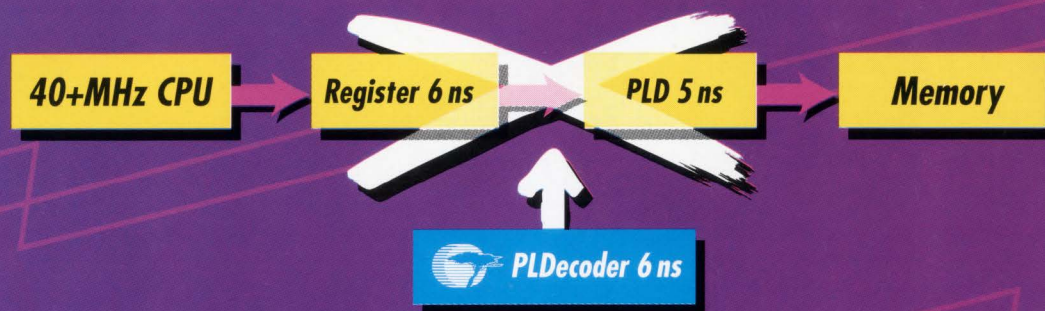 40+MHz CPU
Register 6 ns
PLD 5 ns
Memory
PLDecoder 6 ns